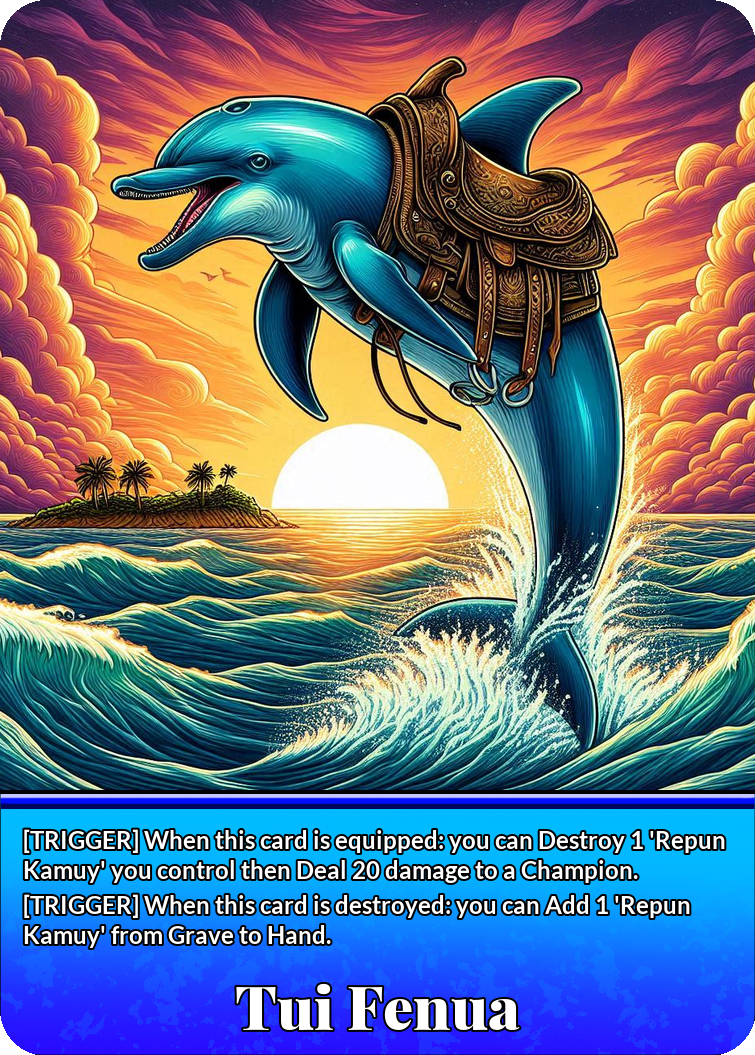 [TRIGGER] When this card is equipped: you can Destroy 1 'Repun
Kamuy' you control then Deal 20 damage to a Champion.
[TRIGGER] When this card is destroyed: you can Add 1 'Repun
Kamuy' from Grave to Hand.
Tui Fenua